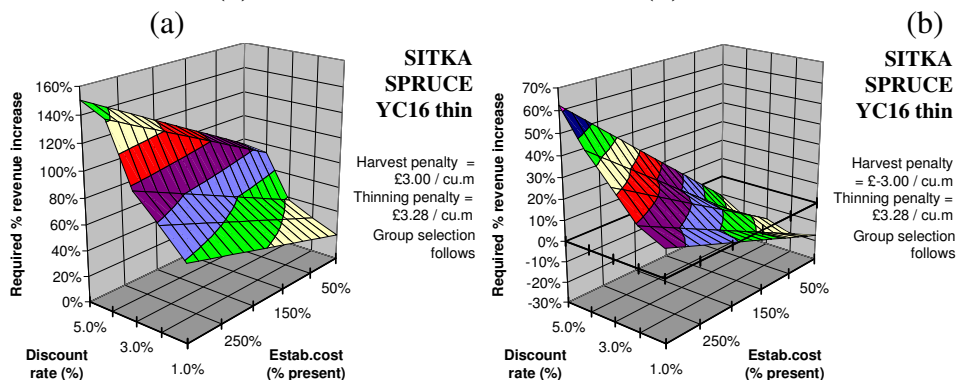 (a)
SITKA
SPRUCE
YC16 thin
Harvest penalty =
£3.00 / cu.m
Thinning penalty =
£3.28 / cu.m
Group selection
follows
Required % revenue increase
160%
140%
120%
100%
80%
60%
40%
20%
0%
5.0%
3.0%
1.0%
Discount
rate (%)
50%
150%
250%
Estab.cost
(% present)
(b)
SITKA
SPRUCE
YC16 thin
Harvest penalty
= £-3.00 / cu.m
Thinning penalty =
£3.28 / cu.m
Group selection
follows
Required % revenue increase
70%
60%
50%
40%
30%
20%
10%
0%
-10%
-20%
-30%
5.0%
3.0%
1.0%
Discount
rate (%)
50%
150%
250%
Estab.cost
(% present)